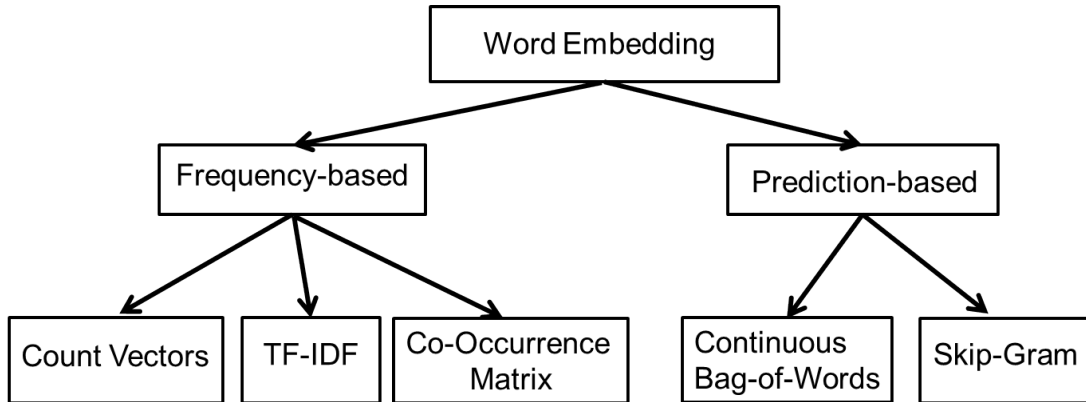 Word Embedding
Frequency-based
Prediction-based
Count Vectors
TF-IDF
Co-Occurrence
Matrix
Continuous
Bag-of-Words
Skip-Gram